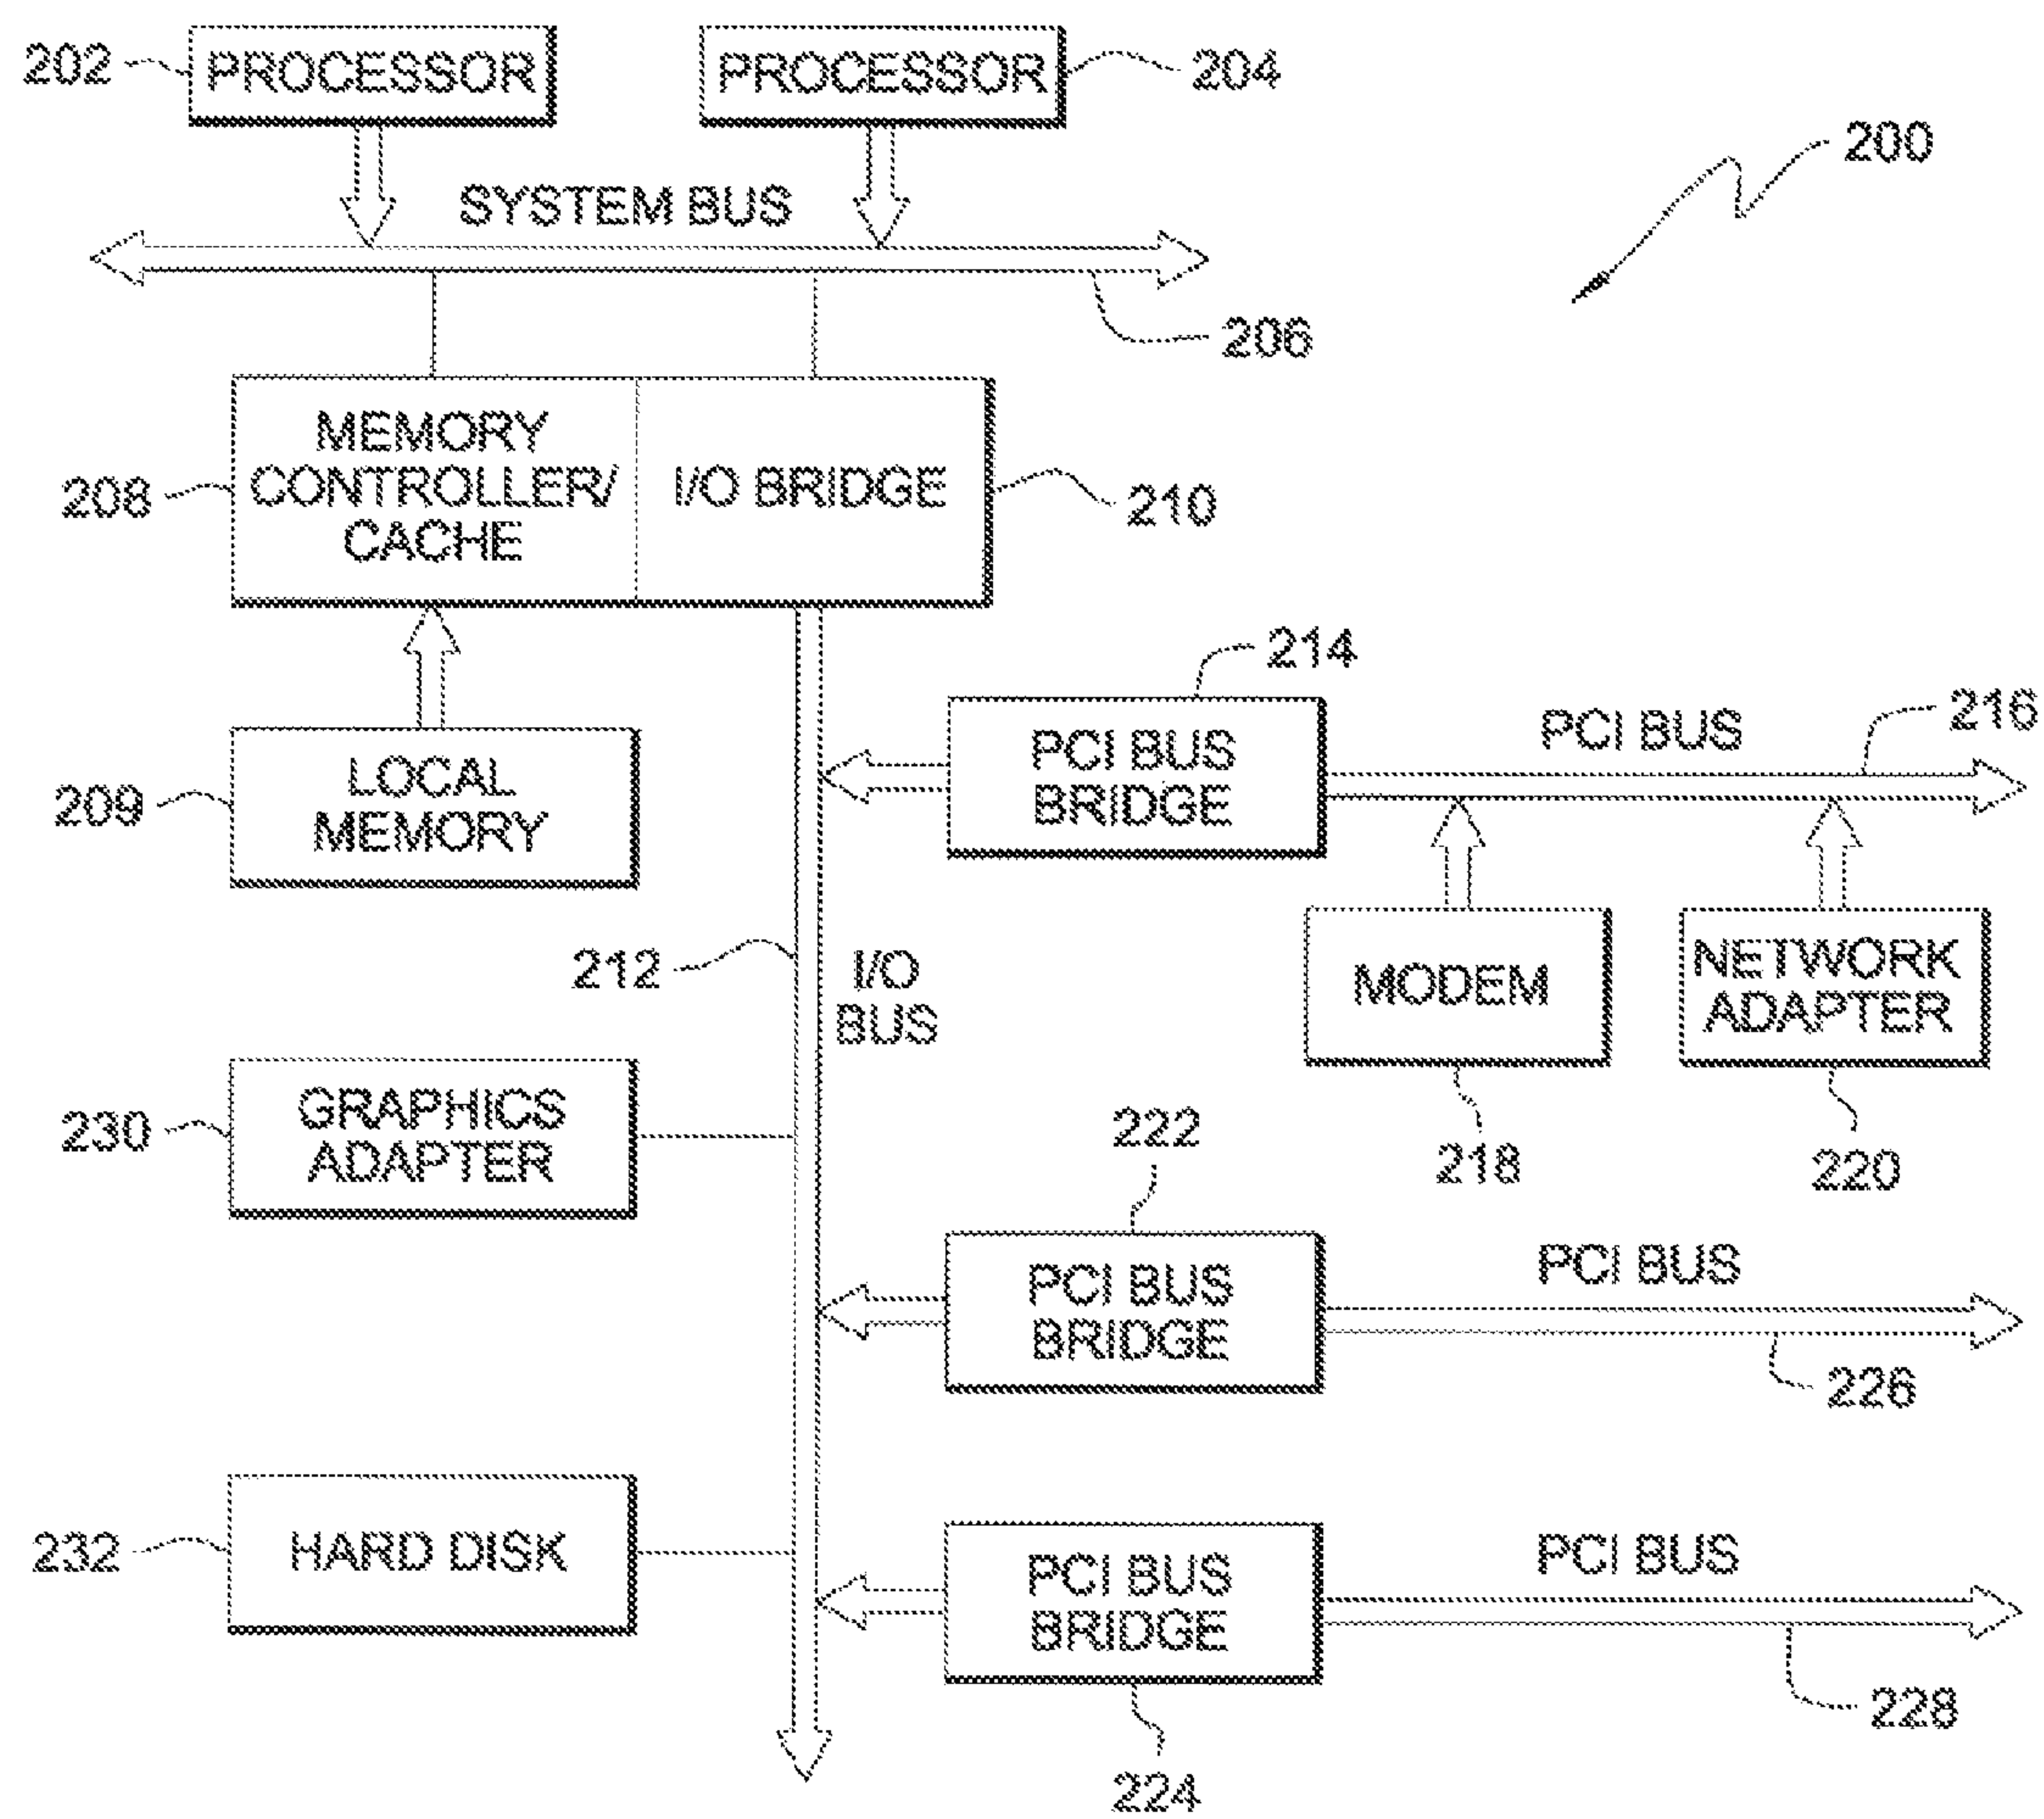 202
PROCESSOR
PROCESSOR
204
200
SYSTEM BUS
206
MEMORY
CONTROLLER/
CACHE
208
I/O BRIDGE
210
214
PCI BUS
BRIDGE
PCI BUS
216
LOCAL
MEMORY
209
212
I/O
BUS
MODEM
NETWORK
ADAPTER
GRAPHICS
ADAPTER
230
218
220
222
PCI BUS
BRIDGE
PCI BUS
226
232
HARD DISK
PCI BUS
BRIDGE
PCI BUS
228
224